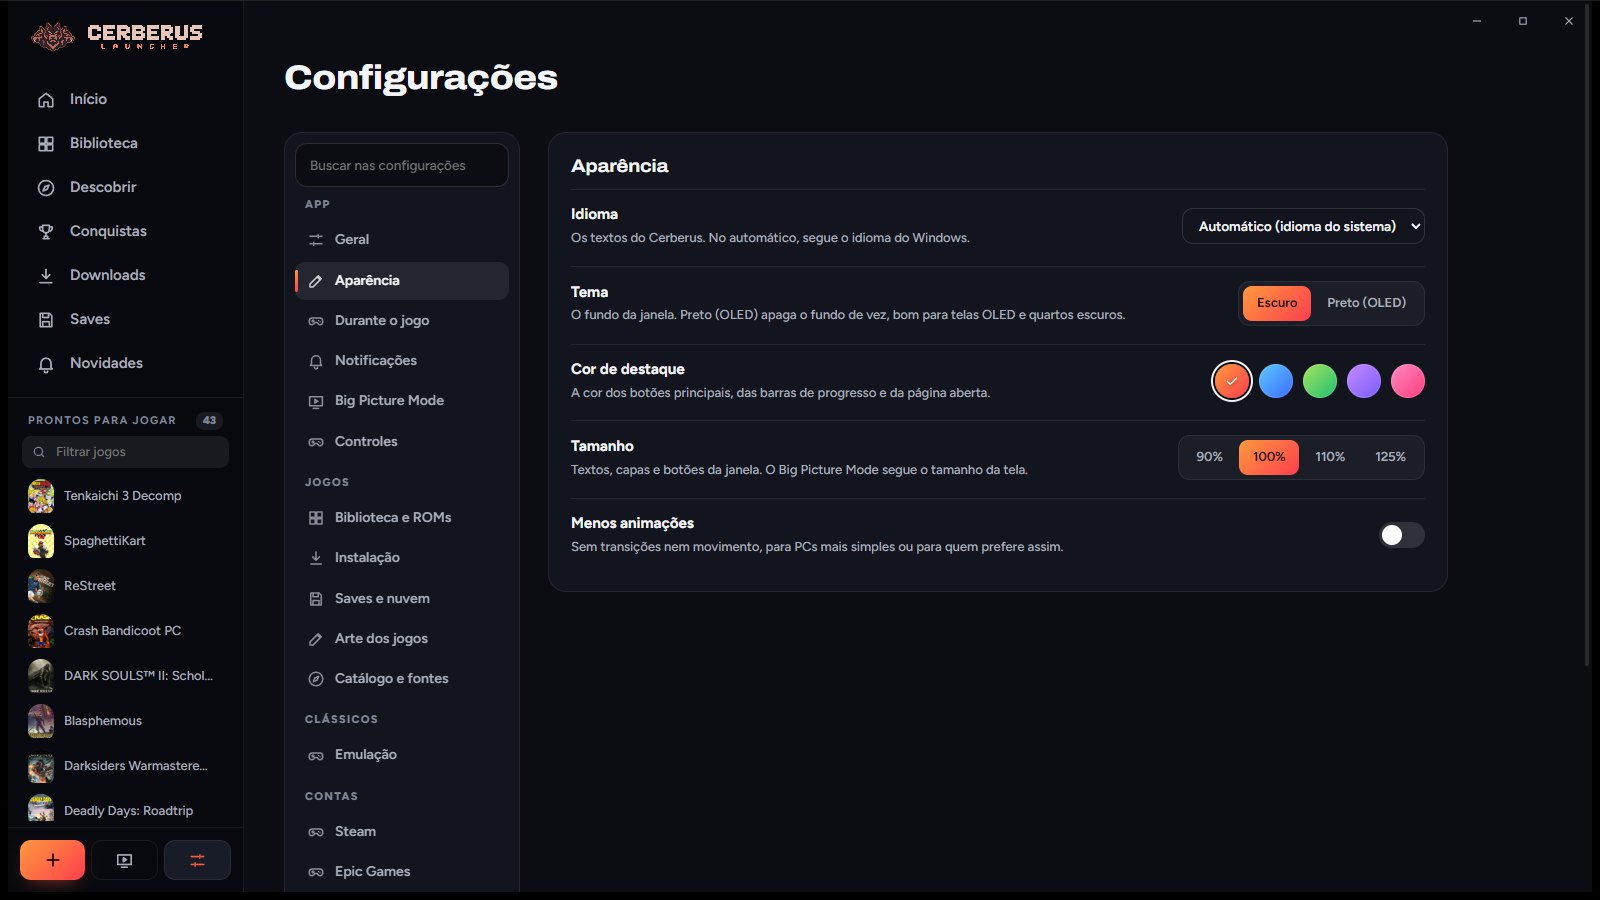 CERBERUS
LAUNCHER
Início
Biblioteca
Descobrir
Conquistas
Downloads
Saves
Novidades
PRONTOS PARA JOGAR 43
Filtrar jogos
Tenkaichi 3 Decomp
SpaghettiKart
ReStreet
Crash Bandicoot PC
DARK SOULS™ II: Schol...
Blasphemous
Darksiders Warmastere...
Deadly Days: Roadtrip
Configurações
Buscar nas configurações
APP
Geral
Aparência
Durante o jogo
Notificações
Big Picture Mode
Controles
JOGOS
Biblioteca e ROMs
Instalação
Saves e nuvem
Arte dos jogos
Catálogo e fontes
CLÁSSICOS
Emulação
CONTAS
Steam
Epic Games
Aparência
Idioma
Os textos do Cerberus. No automático, segue o idioma do Windows.
Automático (idioma do sistema)
Tema
O fundo da janela. Preto (OLED) apaga o fundo de vez, bom para telas OLED e quartos escuros.
Escuro Preto (OLED)
Cor de destaque
A cor dos botões principais, das barras de progresso e da página aberta.
Tamanho
Textos, capas e botões da janela. O Big Picture Mode segue o tamanho da tela.
90% 100% 110% 125%
Menos animações
Sem transições nem movimento, para PCs mais simples ou para quem prefere assim.